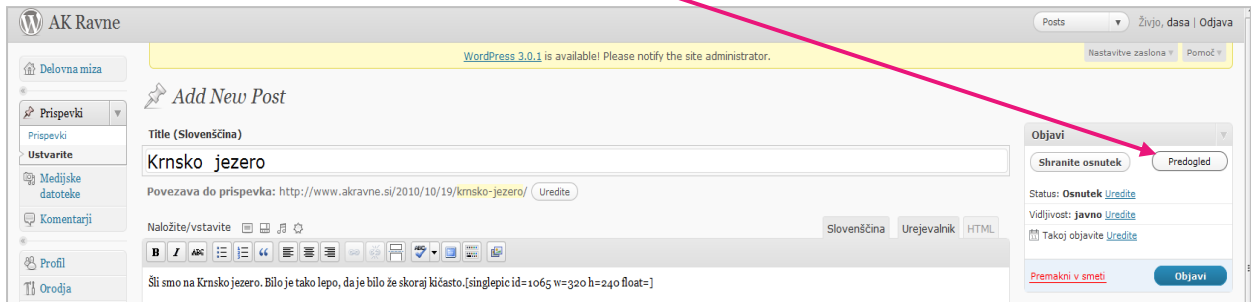 AK Ravne
Posts
Živjo, dasa | Odjava
WordPress 3.0.1 is available! Please notify the site administrator.
Nastavitve zaslona
Pomoč
Delovna miza
Add New Post
Prispevki
Prispevki
Ustvarite
Medijske
datoteke
Komentarji
Profil
Orodja
Title (Slovenščina)
Krnsko jezero
Povezava do prispevka: http://www.akravne.si/2010/10/19/krnsko-jezero/ Uredite
Naložite/vstavite
Slovenščina
Urejevalnik
HTML
B I ABC ABC
Šli smo na Krnsko jezero. Bilo je tako lepo, da je bilo že skoraj kičasto.[singlepic id=1065 w=320 h=240 float=]
Objavi
Shranite osnutek
Predogled
Status: Osnutek Uredite
Vidljivost: javno Uredite
Takoj objavite Uredite
Premakni v smeti
Objavi